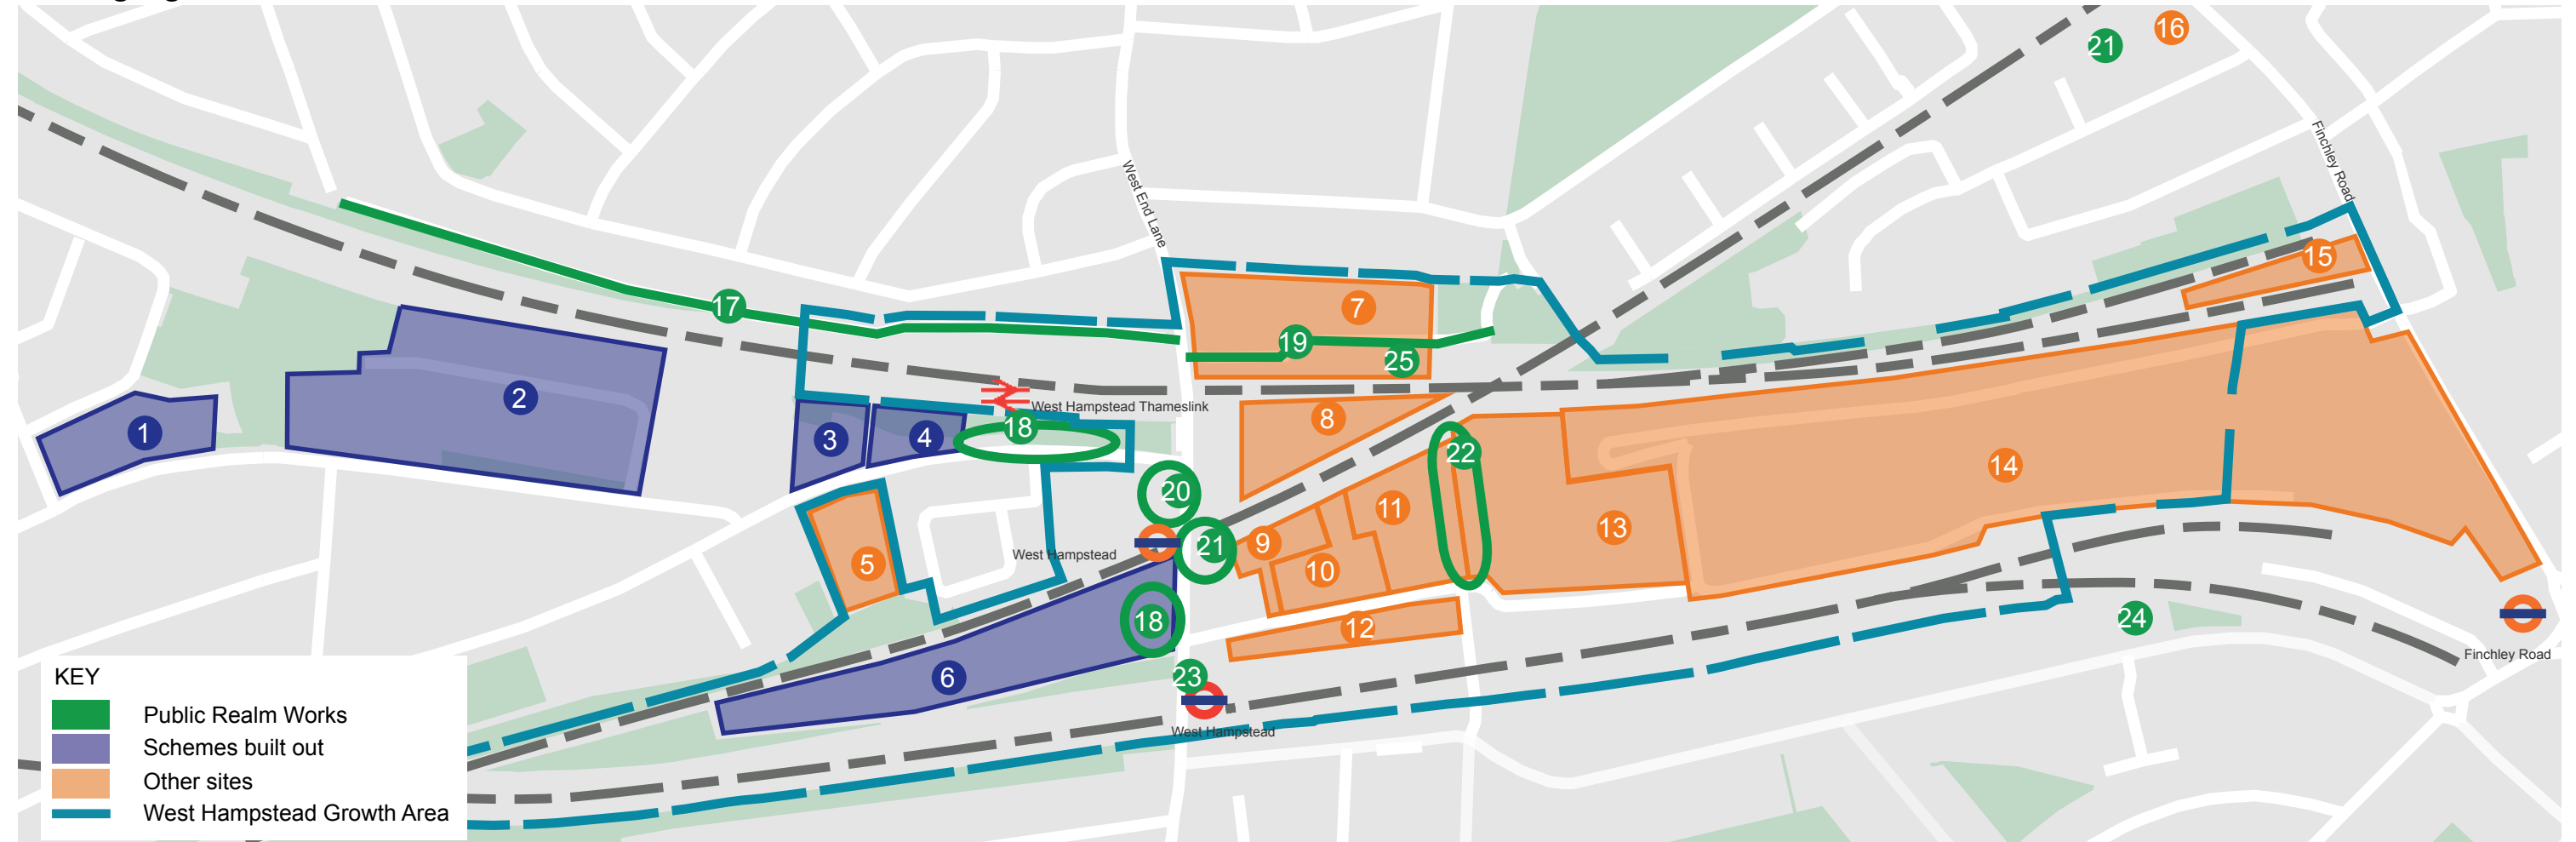 16
21
Finchley Road
West End Lane
15
17
7
19
25
2
West Hampstead Thameslink
8
1
3
4
18
22
14
20
11
13
9
21
West Hampstead
5
10
18
12
24
Finchley Road
6
23
West Hampstead
KEY
Public Realm Works
Schemes built out
Other sites
West Hampstead Growth Area